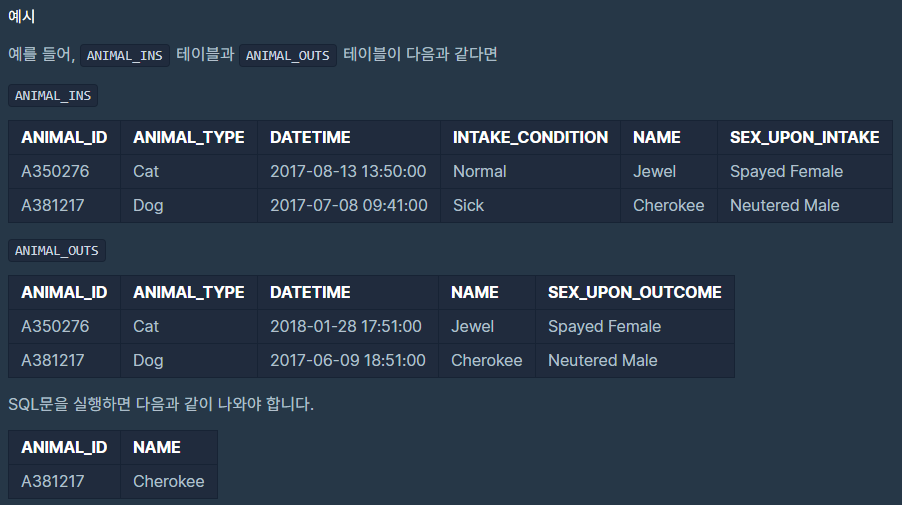 예시
예를 들어, ANIMAL_INS 테이블과 ANIMAL_OUTS 테이블이 다음과 같다면
ANIMAL_INS
ANIMAL_ID ANIMAL_TYPE DATETIME INTAKE_CONDITION NAME SEX_UPON_INTAKE
A350276 Cat 2017-08-13 13:50:00 Normal Jewel Spayed Female
A381217 Dog 2017-07-08 09:41:00 Sick Cherokee Neutered Male
ANIMAL_OUTS
ANIMAL_ID ANIMAL_TYPE DATETIME NAME SEX_UPON_OUTCOME
A350276 Cat 2018-01-28 17:51:00 Jewel Spayed Female
A381217 Dog 2017-06-09 18:51:00 Cherokee Neutered Male
SQL문을 실행하면 다음과 같이 나와야 합니다.
ANIMAL_ID NAME
A381217 Cherokee